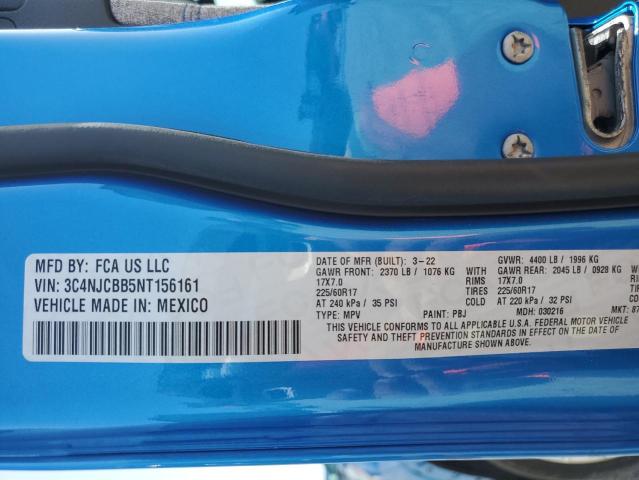 MFD BY: FCA US LLC
VIN: 3C4NJCBB5NT156161
VEHICLE MADE IN: MEXICO
DATE OF MFR (BUILT): 3-22 GVWR: 4400 LB / 1996 KG
GAWR FRONT: 2370 LB / 1076 KG GAWR REAR: 2045 LB / 0928 KG
17X7.0 RIMS 17X7.0
225/60R17 TIRES 225/60R17
AT 240 kPa / 35 PSI COLD AT 220 kPa / 32 PSI
TYPE: MPV PAINT: PBJ MDH: 030216 MKT: 87
THIS VEHICLE CONFORMS TO ALL APPLICABLE U.S.A. FEDERAL MOTOR VEHICLE
SAFETY AND THEFT PREVENTION STANDARDS IN EFFECT ON THE DATE OF
MANUFACTURE SHOWN ABOVE.